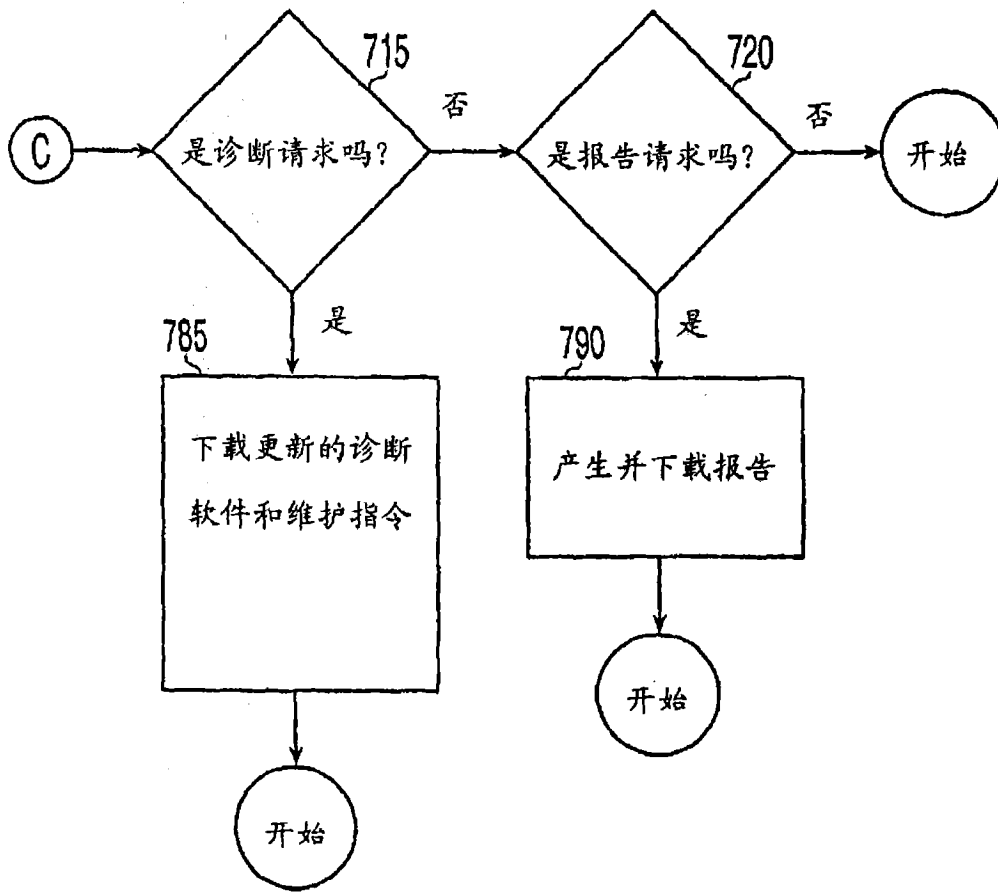 715
720
C
是诊断请求吗?
否
是报告请求吗?
否
开始
785
是
790
是
下载更新的诊断
软件和维护指令
产生并下载报告
开始
开始